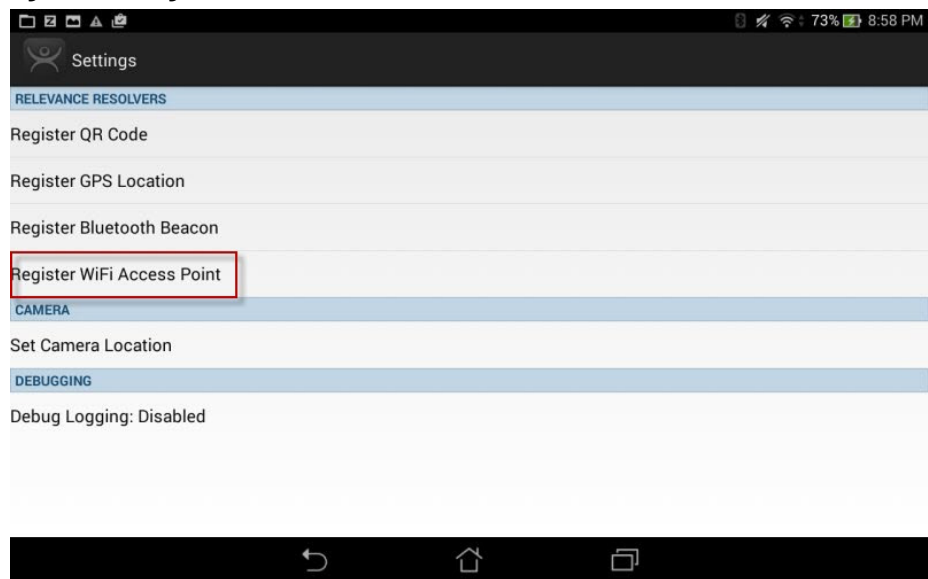 73% 8:58 PM
Settings
RELEVANCE RESOLVERS
Register QR Code
Register GPS Location
Register Bluetooth Beacon
Register WiFi Access Point
CAMERA
Set Camera Location
DEBUGGING
Debug Logging: Disabled